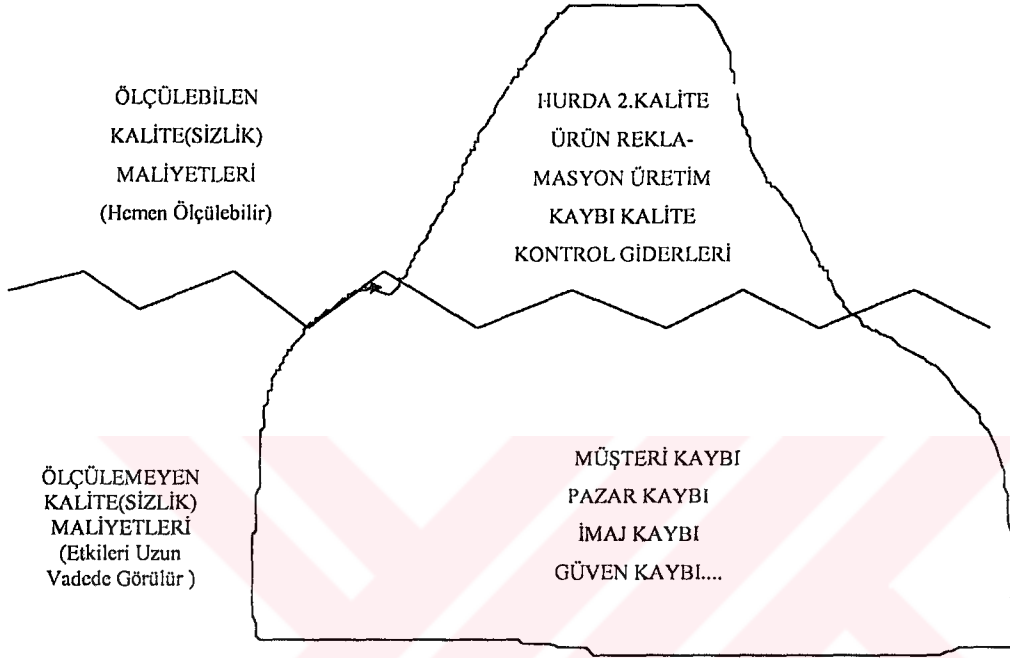 ÖLÇÜLEBİLEN
KALİTE(SİZLİK)
MALİYETLERİ
(Hemen Ölçülebilir)
HURDA 2.KALİTE
ÜRÜN REKLA-
MASYON ÜRETİM
KAYBI KALİTE
KONTROL GİDERLERİ
ÖLÇÜLEMEYEN
KALİTE(SİZLİK)
MALİYETLERİ
(Etkileri Uzun
Vadede Görülür )
MÜŞTERİ KAYBI
PAZAR KAYBI
İMAJ KAYBI
GÜVEN KAYBI....